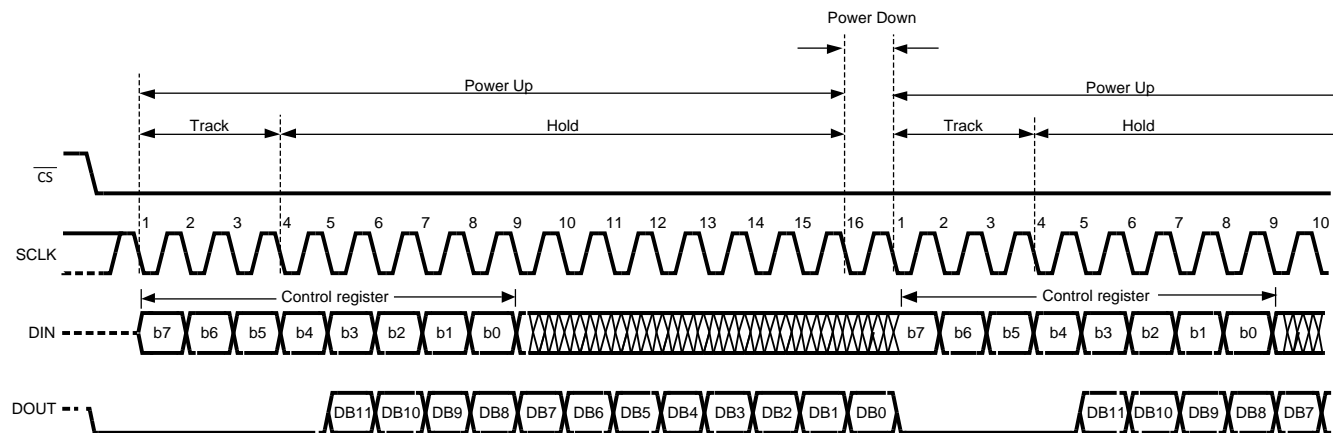 Power Down
Power Up
Power Up
Track
Hold
Track
Hold
CS
1 2 3 4 5 6 7 8 9 10 11 12 13 14 15 16 1 2 3 4 5 6 7 8 9 10
SCLK
Control register
Control register
DIN
b7 b6 b5 b4 b3 b2 b1 b0 b7 b6 b5 b4 b3 b2 b1 b0
DOUT
DB11 DB10 DB9 DB8 DB7 DB6 DB5 DB4 DB3 DB2 DB1 DB0 DB11 DB10 DB9 DB8 DB7